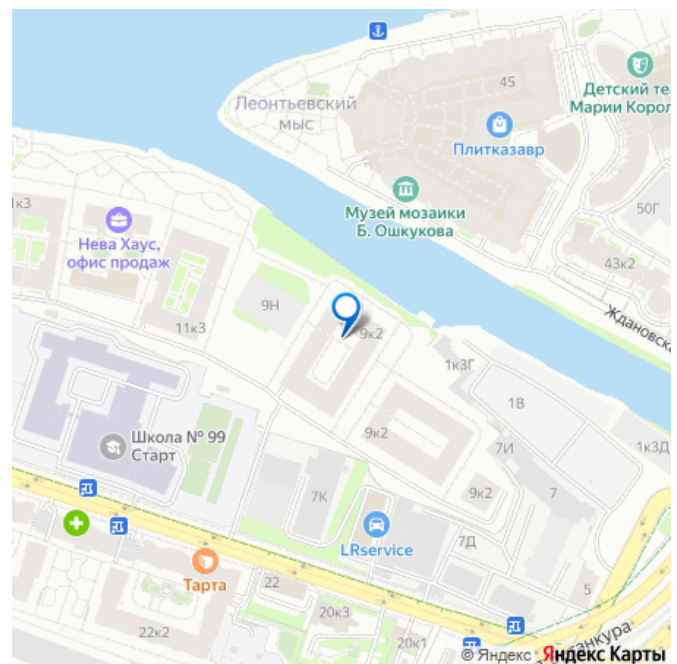 45
Детский те
Марии Корол
Леонтьевский
мыс
Плитказавр
Музей мозаики
Б. Ошкукова
50Г
1к3
Нева Хаус,
офис продаж
43к2
9Н
Ждановска
11к3
9к2
1к3Г
1В
Школа № 99
Старт
9к2
7И
1к3Д
7К
9к2
7
LRservice
7Д
Тарта
22
5
20к3
22к2
20к1
анкура
© Яндекс Яндекс Карты